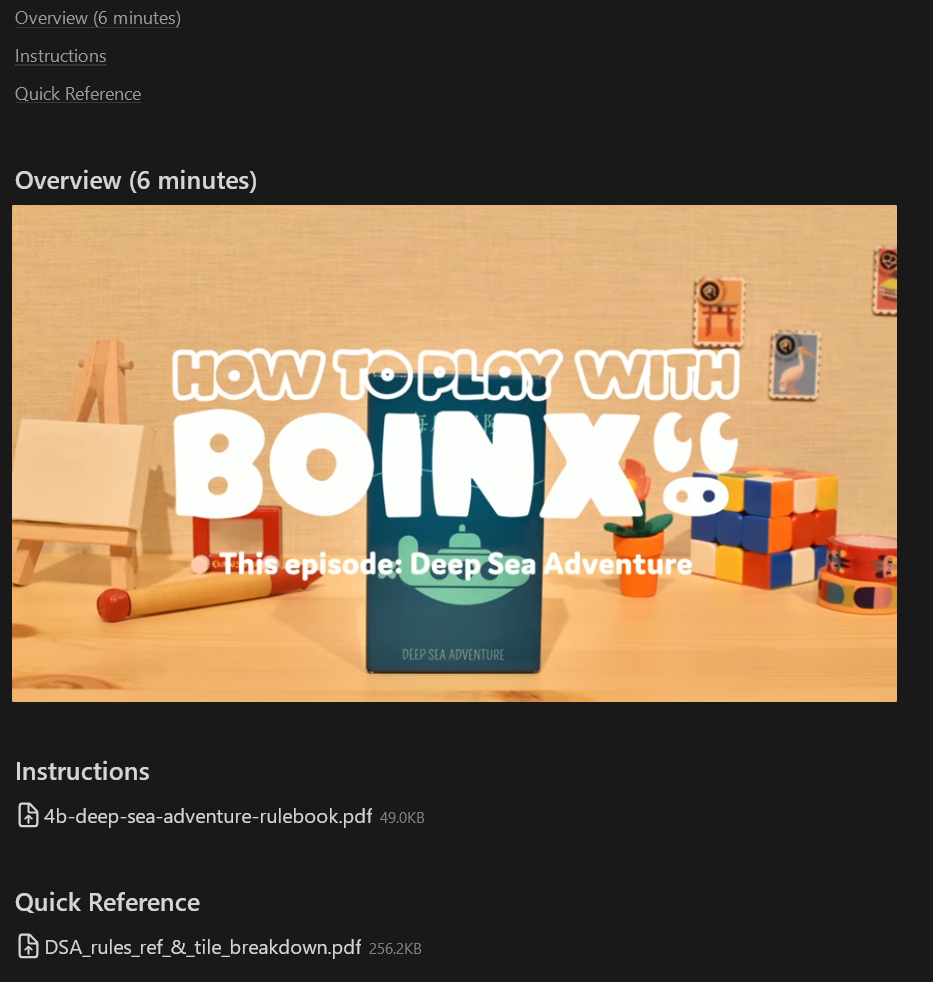 Overview (6 minutes)
Instructions
Quick Reference
Overview (6 minutes)
HOW TO PLAY WITH
BOINX!!
This episode: Deep Sea Adventure
DEEP SEA ADVENTURE
Instructions
4b-deep-sea-adventure-rulebook.pdf 49.0KB
Quick Reference
DSA_rules_ref_&_tile_breakdown.pdf 256.2KB